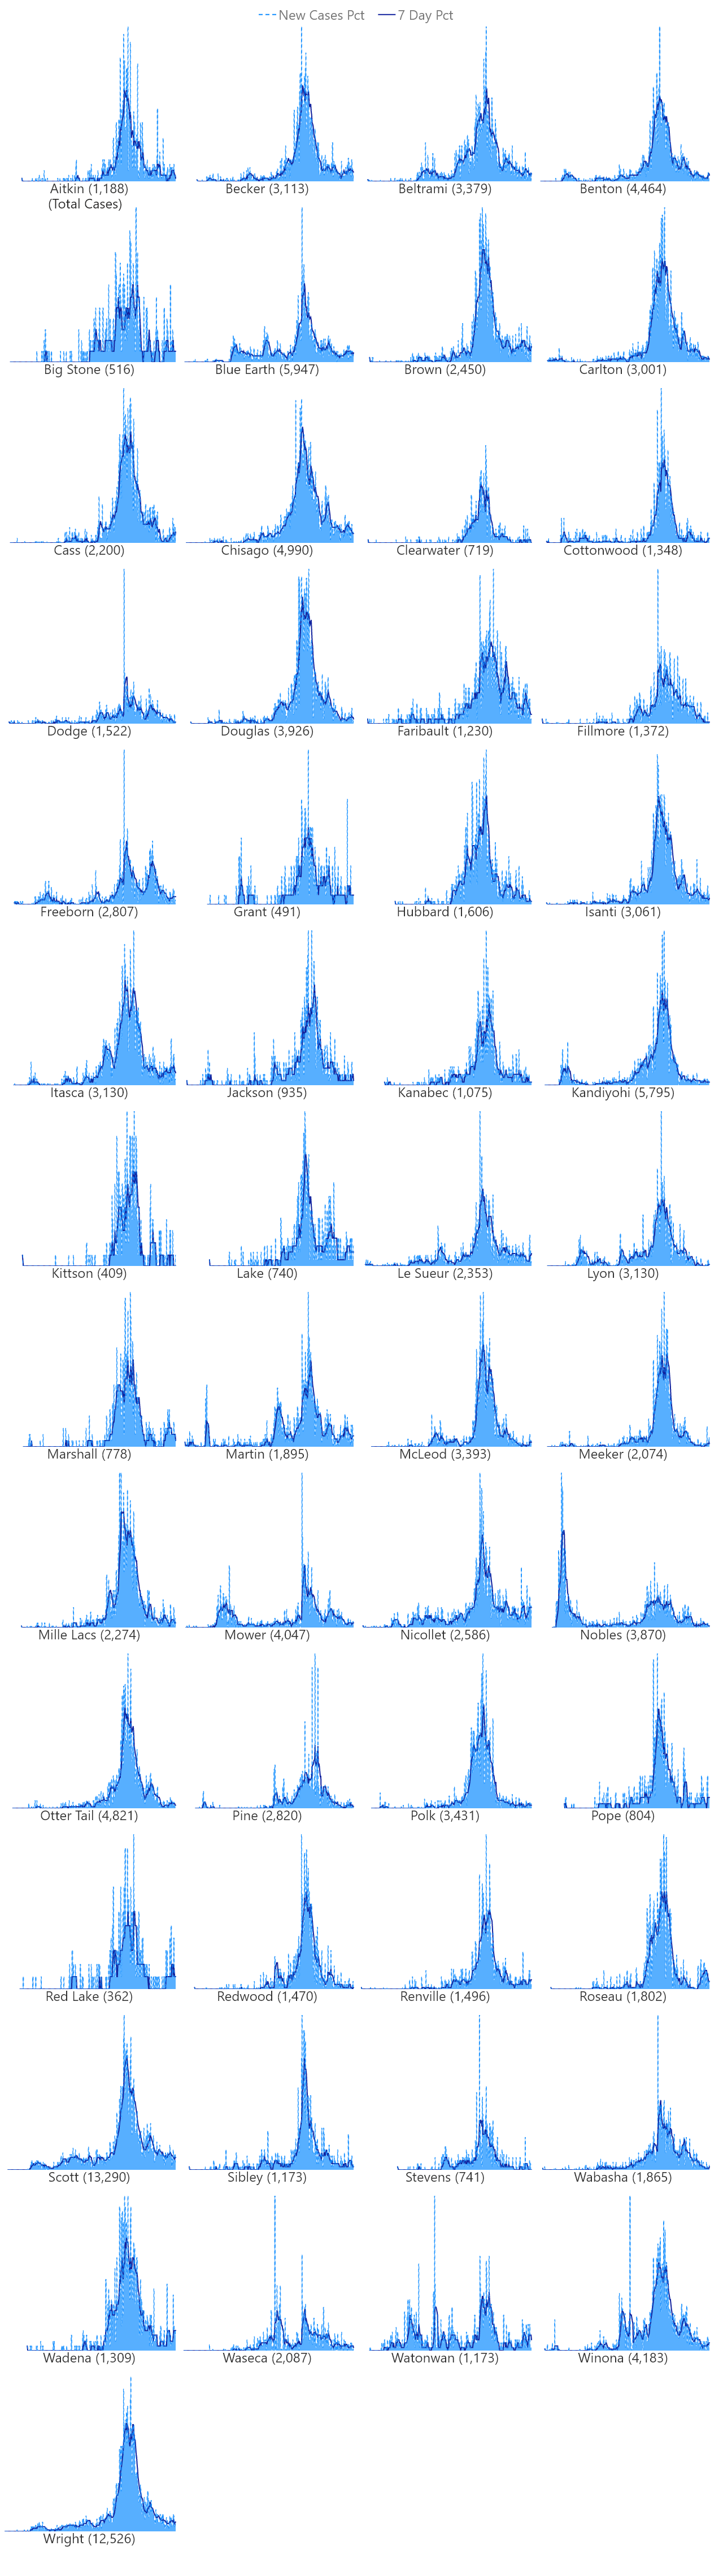 New Cases Pct 7 Day Pct
Aitkin (1,188) Becker (3,113) Beltrami (3,379) Benton (4,464)
(Total Cases)
Big Stone (516) Blue Earth (5,947) Brown (2,450) Carlton (3,001)
Cass (2,200) Chisago (4,990) Clearwater (719) Cottonwood (1,348)
Dodge (1,522) Douglas (3,926) Faribault (1,230) Fillmore (1,372)
Freeborn (2,807) Grant (491) Hubbard (1,606) Isanti (3,061)
Itasca (3,130) Jackson (935) Kanabec (1,075) Kandiyohi (5,795)
Kittson (409) Lake (740) Le Sueur (2,353) Lyon (3,130)
Marshall (778) Martin (1,895) McLeod (3,393) Meeker (2,074)
Mille Lacs (2,274) Mower (4,047) Nicollet (2,586) Nobles (3,870)
Otter Tail (4,821) Pine (2,820) Polk (3,431) Pope (804)
Red Lake (362) Redwood (1,470) Renville (1,496) Roseau (1,802)
Scott (13,290) Sibley (1,173) Stevens (741) Wabasha (1,865)
Wadena (1,309) Waseca (2,087) Watonwan (1,173) Winona (4,183)
Wright (12,526)